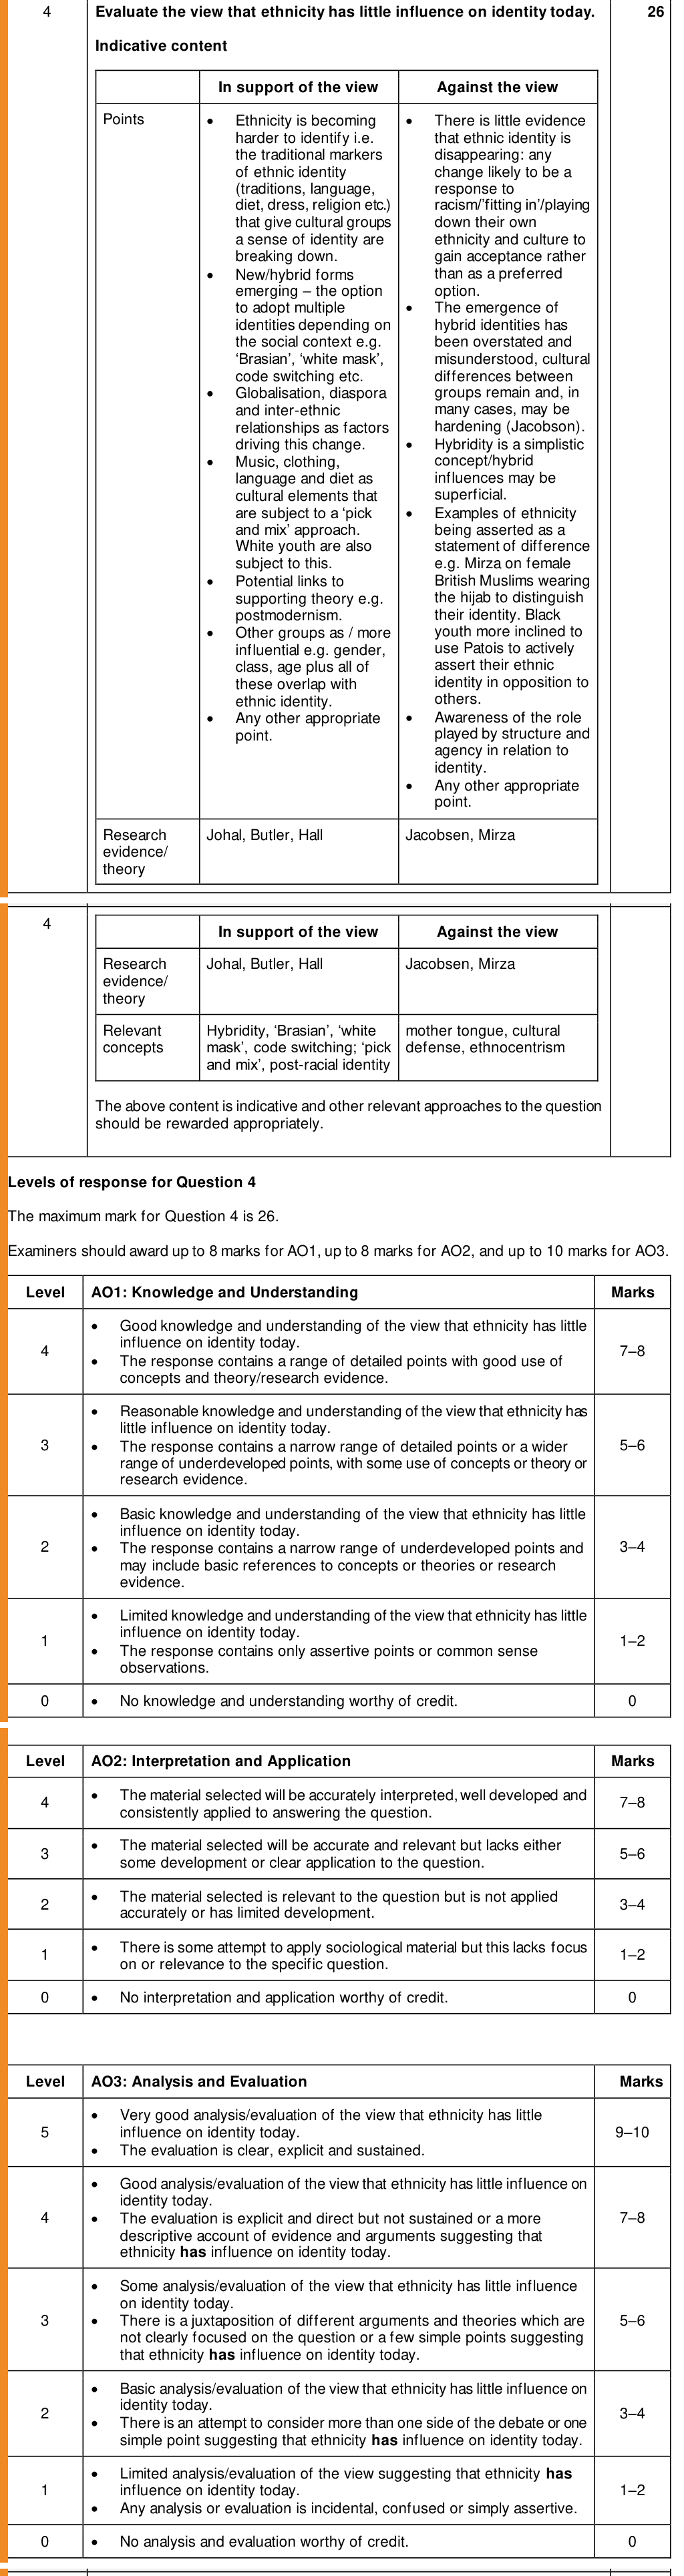 4
Evaluate the view that ethnicity has little influence on identity today.
26
Indicative content
In support of the view
Against the view
Points
• Ethnicity is becoming
harder to identify i.e.
the traditional markers
of ethnic identity
(traditions, language,
diet, dress, religion etc.)
that give cultural groups
a sense of identity are
breaking down.
• New/hybrid forms
emerging – the option
to adopt multiple
identities depending on
the social context e.g.
‘Brasian’, ‘white mask’,
code switching etc.
• Globalisation, diaspora
and inter-ethnic
relationships as factors
driving this change.
• Music, clothing,
language and diet as
cultural elements that
are subject to a ‘pick
and mix’ approach.
White youth are also
subject to this.
• Potential links to
supporting theory e.g.
postmodernism.
• Other groups as / more
influential e.g. gender,
class, age plus all of
these overlap with
ethnic identity.
• Any other appropriate
point.
• There is little evidence
that ethnic identity is
disappearing: any
change likely to be a
response to
racism/’fitting in’/playing
down their own
ethnicity and culture to
gain acceptance rather
than as a preferred
option.
• The emergence of
hybrid identities has
been overstated and
misunderstood, cultural
differences between
groups remain and, in
many cases, may be
hardening (Jacobson).
• Hybridity is a simplistic
concept/hybrid
influences may be
superficial.
• Examples of ethnicity
being asserted as a
statement of difference
e.g. Mirza on female
British Muslims wearing
the hijab to distinguish
their identity. Black
youth more inclined to
use Patois to actively
assert their ethnic
identity in opposition to
others.
• Awareness of the role
played by structure and
agency in relation to
identity.
• Any other appropriate
point.
Research
evidence/
theory
Johal, Butler, Hall
Jacobsen, Mirza
4
In support of the view
Against the view
Research
evidence/
theory
Johal, Butler, Hall
Jacobsen, Mirza
Relevant
concepts
Hybridity, ‘Brasian’, ‘white
mask’, code switching; ‘pick
and mix’, post-racial identity
mother tongue, cultural
defense, ethnocentrism
The above content is indicative and other relevant approaches to the question
should be rewarded appropriately.
Levels of response for Question 4
The maximum mark for Question 4 is 26.
Examiners should award up to 8 marks for AO1, up to 8 marks for AO2, and up to 10 marks for AO3.
Level
AO1: Knowledge and Understanding
Marks
4
• Good knowledge and understanding of the view that ethnicity has little
influence on identity today.
• The response contains a range of detailed points with good use of
concepts and theory/research evidence.
7–8
3
• Reasonable knowledge and understanding of the view that ethnicity has
little influence on identity today.
• The response contains a narrow range of detailed points or a wider
range of underdeveloped points, with some use of concepts or theory or
research evidence.
5–6
2
• Basic knowledge and understanding of the view that ethnicity has little
influence on identity today.
• The response contains a narrow range of underdeveloped points and
may include basic references to concepts or theories or research
evidence.
3–4
1
• Limited knowledge and understanding of the view that ethnicity has little
influence on identity today.
• The response contains only assertive points or common sense
observations.
1–2
0
• No knowledge and understanding worthy of credit.
0
Level
AO2: Interpretation and Application
Marks
4
• The material selected will be accurately interpreted, well developed and
consistently applied to answering the question.
7–8
3
• The material selected will be accurate and relevant but lacks either
some development or clear application to the question.
5–6
2
• The material selected is relevant to the question but is not applied
accurately or has limited development.
3–4
1
• There is some attempt to apply sociological material but this lacks focus
on or relevance to the specific question.
1–2
0
• No interpretation and application worthy of credit.
0
Level
AO3: Analysis and Evaluation
Marks
5
• Very good analysis/evaluation of the view that ethnicity has little
influence on identity today.
• The evaluation is clear, explicit and sustained.
9–10
4
• Good analysis/evaluation of the view that ethnicity has little influence on
identity today.
• The evaluation is explicit and direct but not sustained or a more
descriptive account of evidence and arguments suggesting that
ethnicity has influence on identity today.
7–8
3
• Some analysis/evaluation of the view that ethnicity has little influence
on identity today.
• There is a juxtaposition of different arguments and theories which are
not clearly focused on the question or a few simple points suggesting
that ethnicity has influence on identity today.
5–6
2
• Basic analysis/evaluation of the view that ethnicity has little influence on
identity today.
• There is an attempt to consider more than one side of the debate or one
simple point suggesting that ethnicity has influence on identity today.
3–4
1
• Limited analysis/evaluation of the view suggesting that ethnicity has
influence on identity today.
• Any analysis or evaluation is incidental, confused or simply assertive.
1–2
0
• No analysis and evaluation worthy of credit.
0